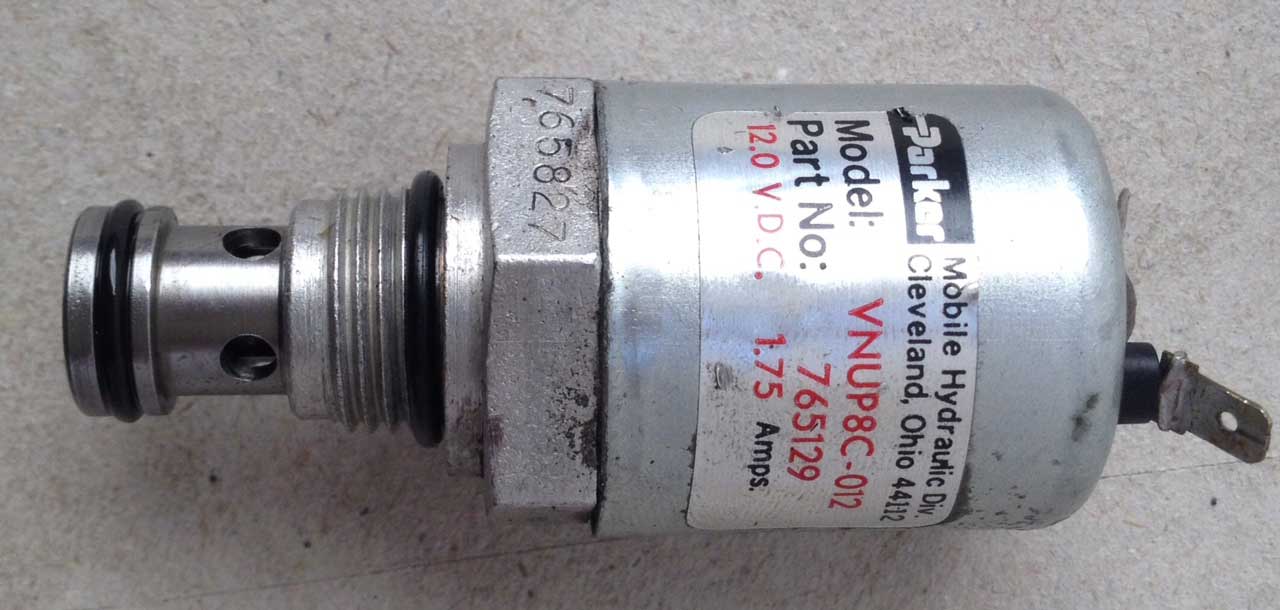 765827
Parker Mobile Hydraulic Div.
Cleveland, Ohio 44112
Model: VNUP8C-012
Part No: 765129
12.0 V.D.C. 1.75 Amps.